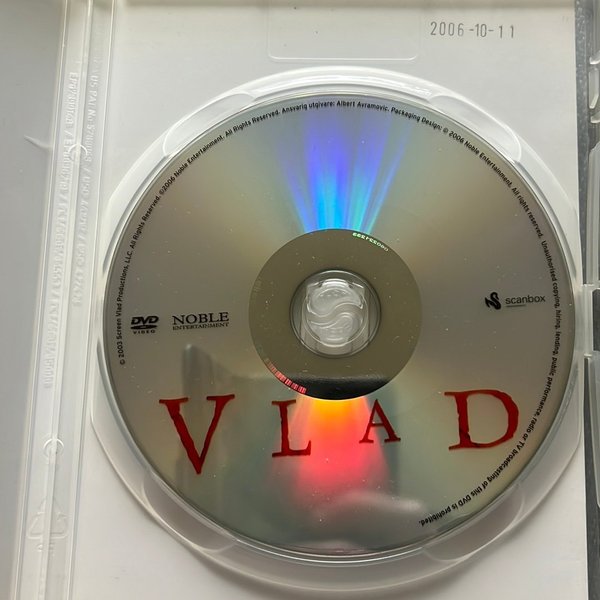 2006-10-11
© 2003 Screen Vlad Productions, LLC. All Rights Reserved. ©2006 Noble Entertainment. All Rights Reserved. Ansvarig utgivare: Albert Avramovic. Packaging Design: © 2006 Noble Entertainment. All rights reserved. Unauthorised copying, hiring, lending, public performance, radio or TV broadcasting of this DVD is prohibited.
DVD
VIDEO
NOBLE
ENTERTAINMENT
scanbox
VLAD